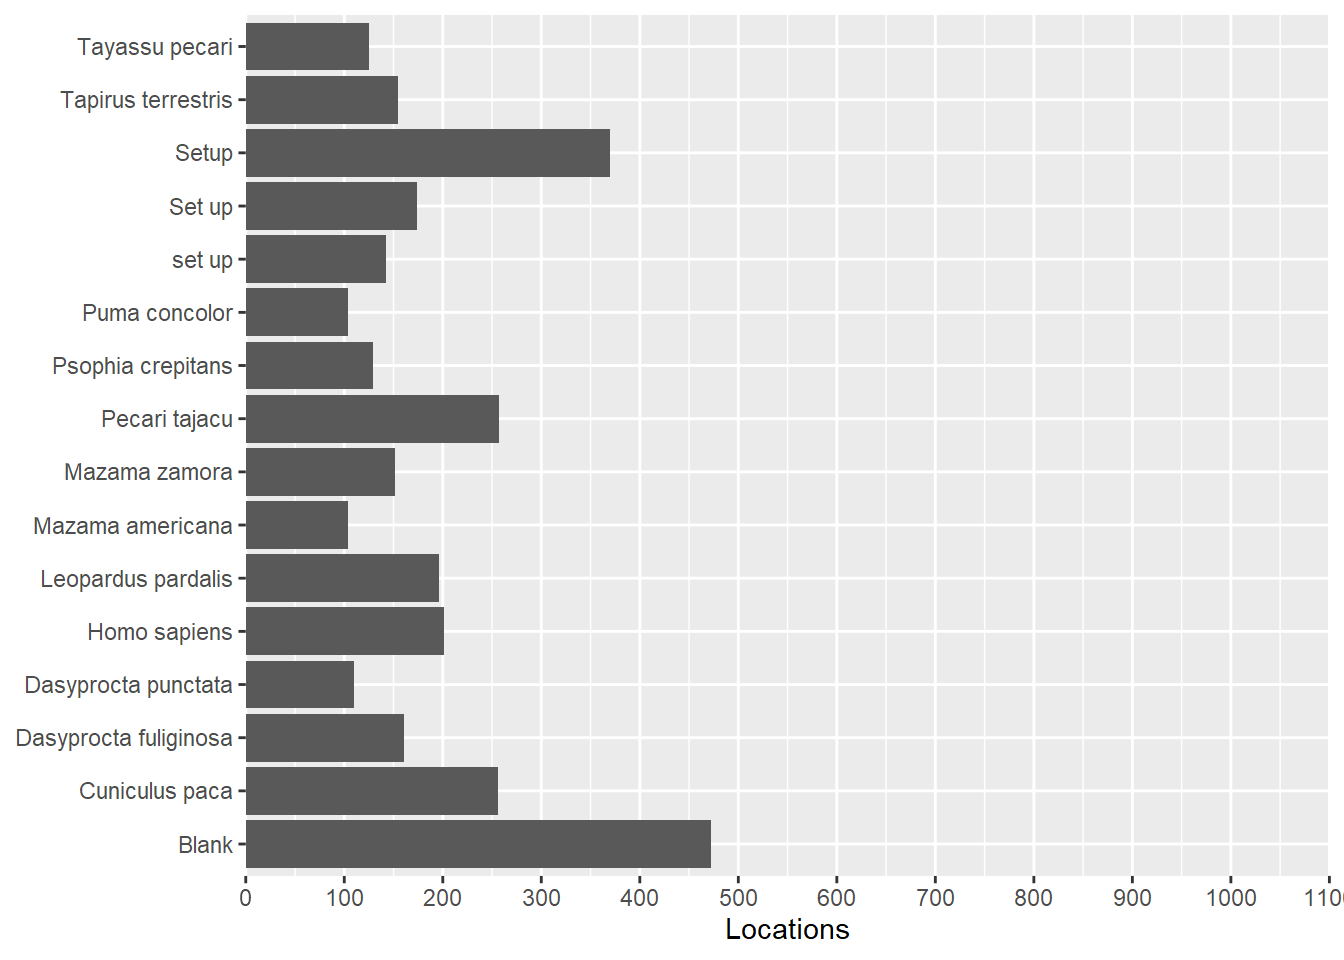 Tayassu pecari
Tapirus terrestris
Setup
Set up
set up
Puma concolor
Psophia crepitans
Pecari tajacu
Mazama zamora
Mazama americana
Leopardus pardalis
Homo sapiens
Dasyprocta punctata
Dasyprocta fuliginosa
Cuniculus paca
Blank
0 100 200 300 400 500 600 700 800 900 1000 110
Locations